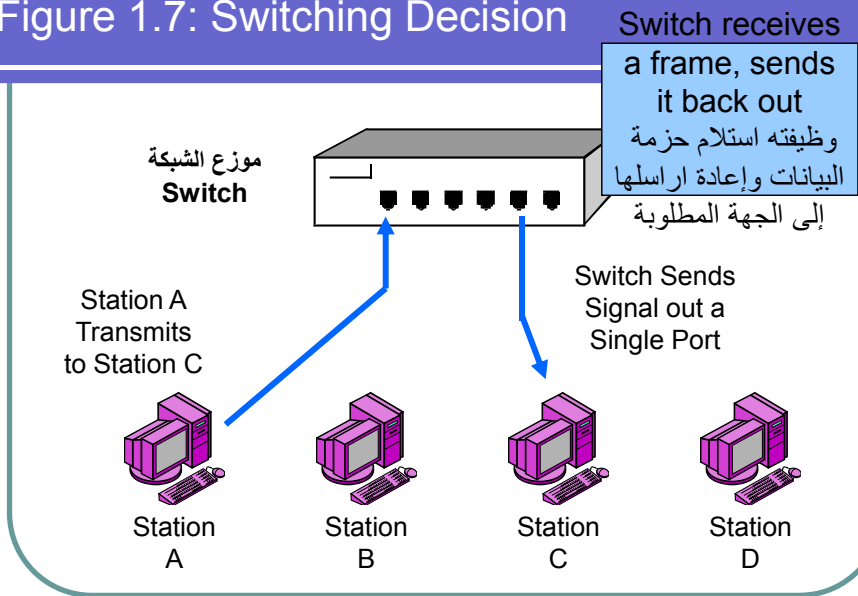 Figure 1.7: Switching Decision
Switch receives
a frame, sends
it back out
وظيفته استلام حزمة
البيانات وإعادة اراسلها
إلى الجهة المطلوبة
موزع الشبكة
Switch
Station A
Transmits
to Station C
Switch Sends
Signal out a
Single Port
Station
A
Station
B
Station
C
Station
D